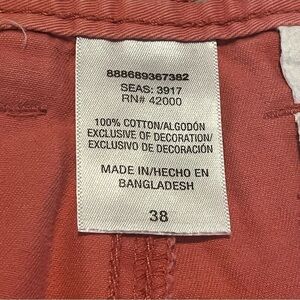 888689367382
SEAS: 3917
RN# 42000
100% COTTON/ALGODÓN
EXCLUSIVE OF DECORATION/
EXCLUSIVO DE DECORACIÓN
MADE IN/HECHO EN
BANGLADESH
38